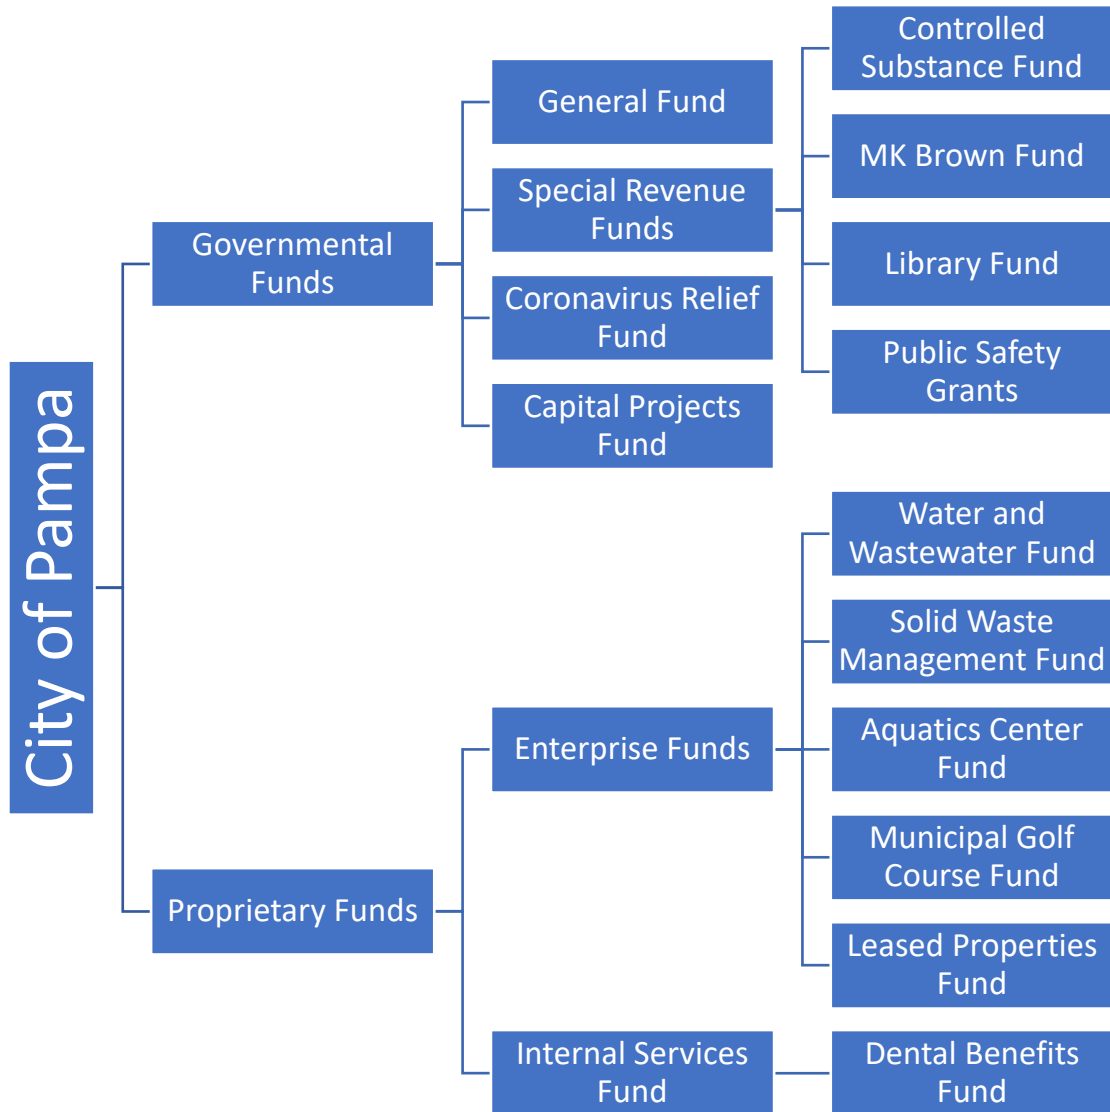 City of Pampa
Governmental
Funds
General Fund
Special Revenue
Funds
Controlled
Substance Fund
MK Brown Fund
Library Fund
Public Safety
Grants
Coronavirus Relief
Fund
Capital Projects
Fund
Proprietary Funds
Enterprise Funds
Water and
Wastewater Fund
Solid Waste
Management Fund
Aquatics Center
Fund
Municipal Golf
Course Fund
Leased Properties
Fund
Internal Services
Fund
Dental Benefits
Fund